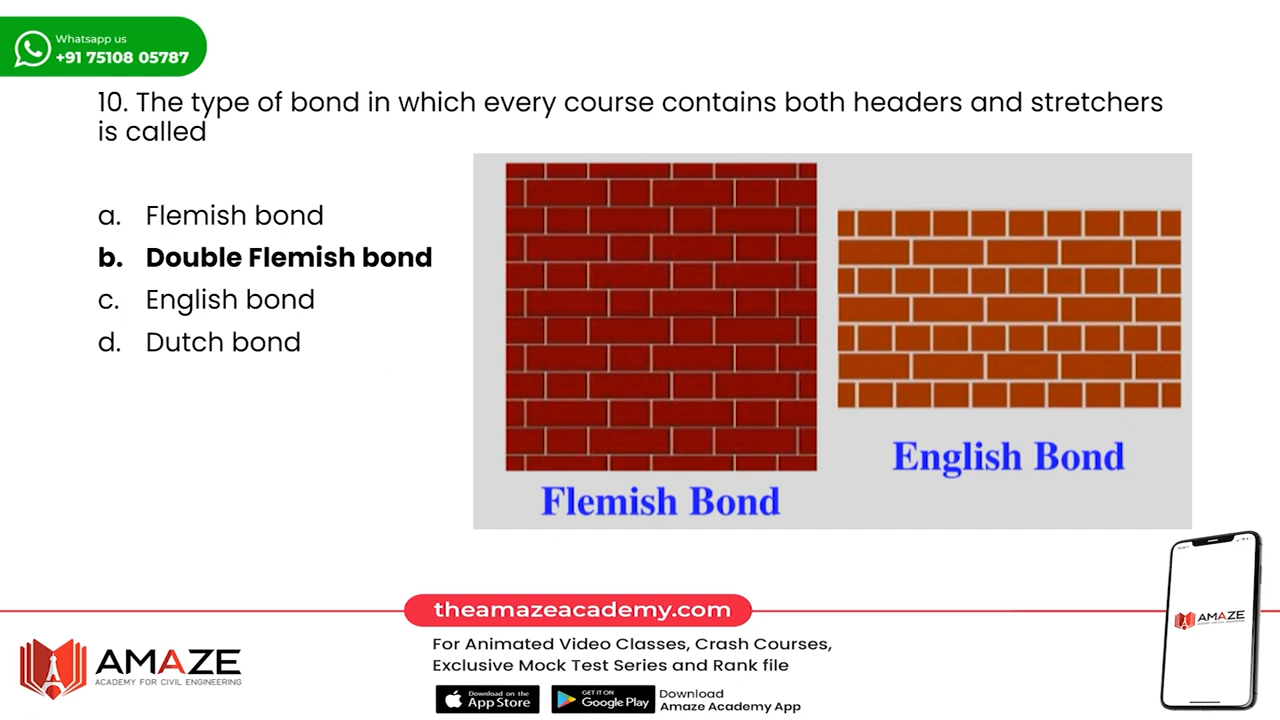 Whatsapp us
+91 75108 05787
10. The type of bond in which every course contains both headers and stretchers
is called
a. Flemish bond
b. Double Flemish bond
c. English bond
d. Dutch bond
Flemish Bond
English Bond
theamazeacademy.com
For Animated Video Classes, Crash Courses,
Exclusive Mock Test Series and Rank file
AMAZE
ACADEMY FOR CIVIL ENGINEERING
Download on the
App Store
GET IT ON
Google Play
Download
Amaze Academy App
AMAZE